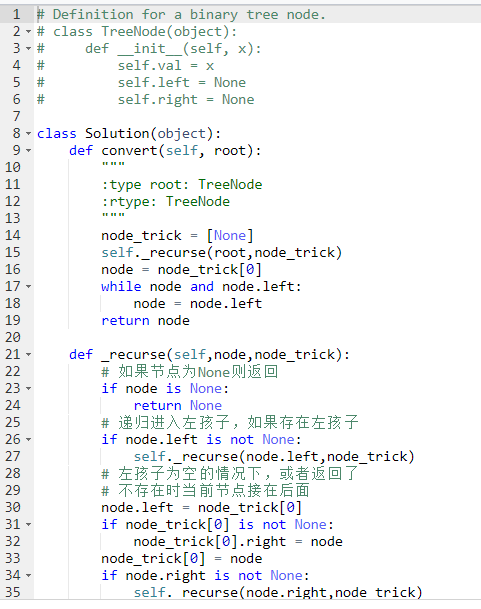 1 # Definition for a binary tree node.
2 # class TreeNode(object):
3 #     def __init__(self, x):
4 #         self.val = x
5 #         self.left = None
6 #         self.right = None
7
8 class Solution(object):
9     def convert(self, root):
10         """
11         :type root: TreeNode
12         :rtype: TreeNode
13         """
14         node_trick = [None]
15         self._recurse(root,node_trick)
16         node = node_trick[0]
17         while node and node.left:
18             node = node.left
19         return node
20
21     def _recurse(self,node,node_trick):
22         # 如果节点为None则返回
23         if node is None:
24             return None
25         # 递归进入左孩子，如果存在左孩子
26         if node.left is not None:
27             self._recurse(node.left,node_trick)
28         # 左孩子为空的情况下，或者返回了
29         # 不存在时当前节点接在后面
30         node.left = node_trick[0]
31         if node_trick[0] is not None:
32             node_trick[0].right = node
33         node_trick[0] = node
34         if node.right is not None:
35             self._recurse(node.right,node_trick)